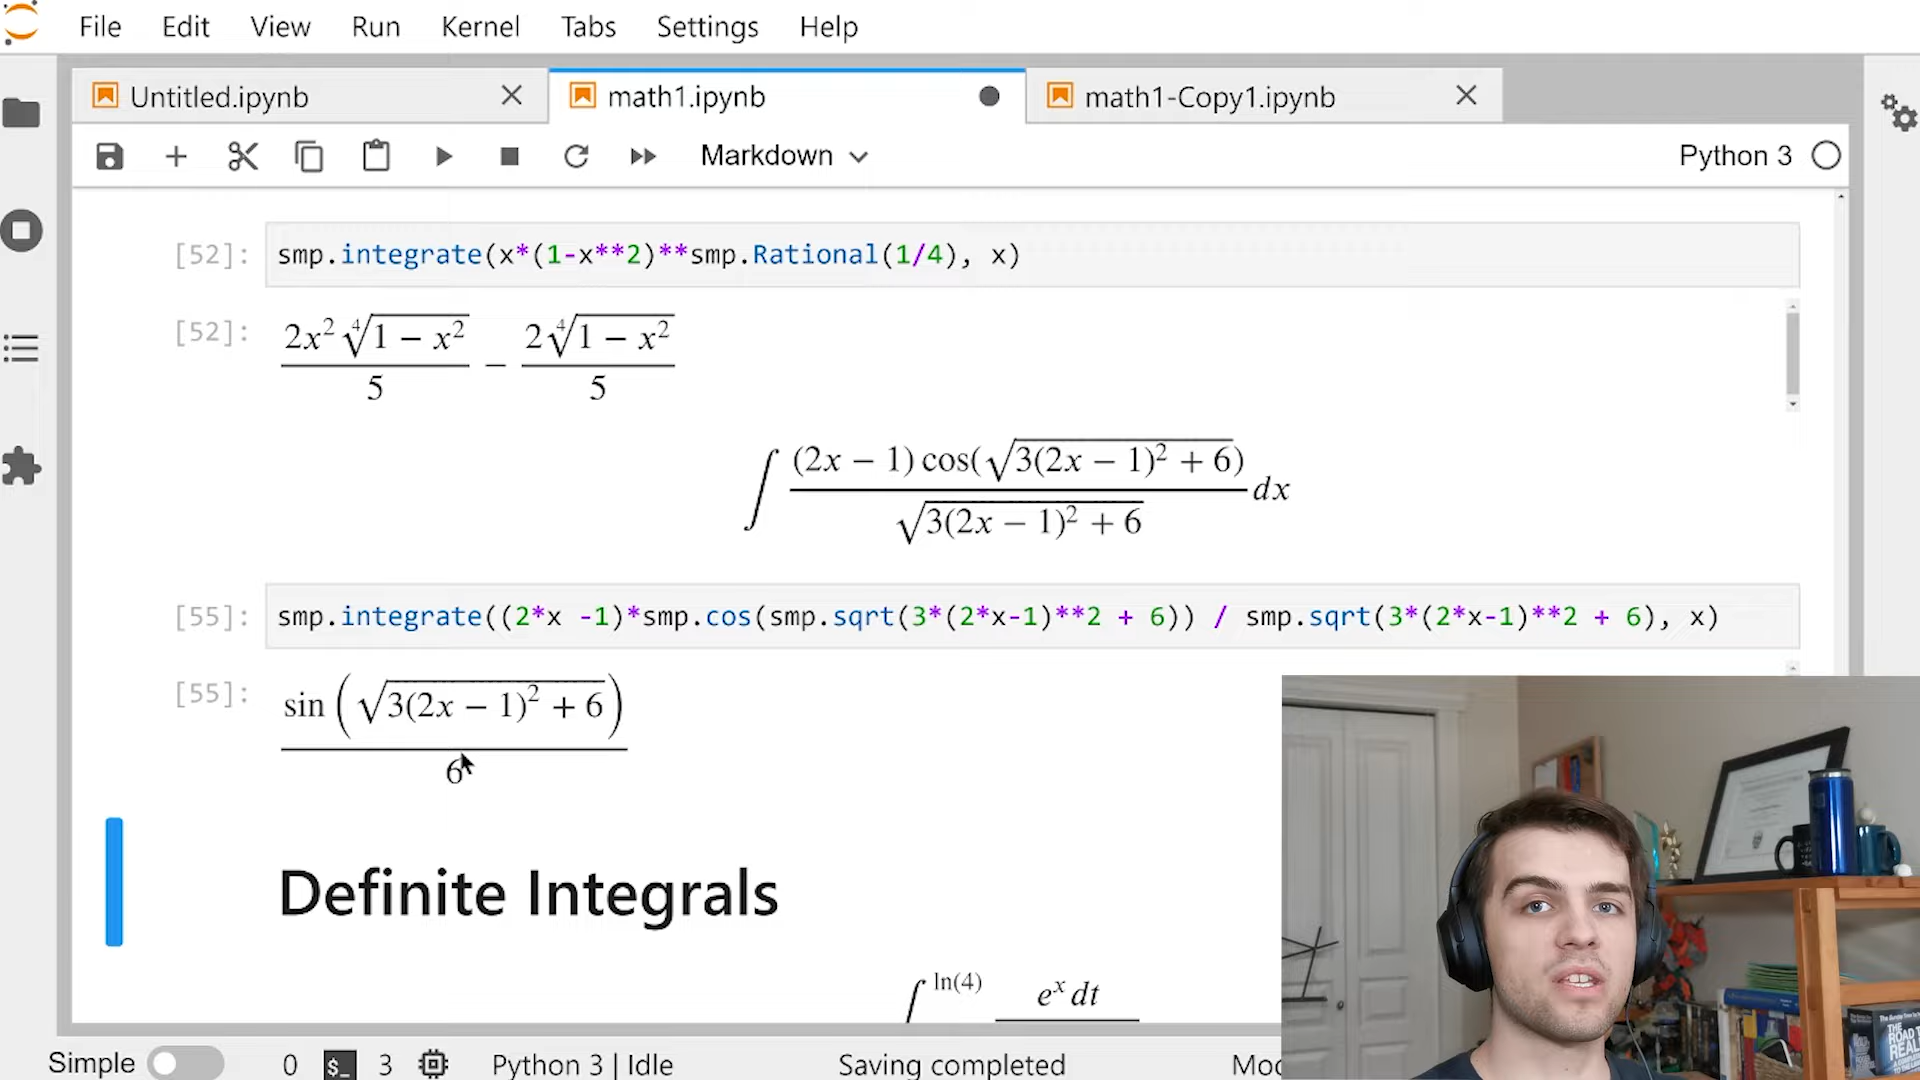 File Edit View Run Kernel Tabs Settings Help
Untitled.ipynb math1.ipynb math1-Copy1.ipynb
Markdown Python 3
[52]: smp.integrate(x*(1-x**2)**smp.Rational(1/4), x)
[52]: 2x² ∜(1 − x²) / 5 − 2∜(1 − x²) / 5
∫ (2x − 1) cos(√(3(2x − 1)² + 6)) / √(3(2x − 1)² + 6) dx
[55]: smp.integrate((2*x -1)*smp.cos(smp.sqrt(3*(2*x-1)**2 + 6)) / smp.sqrt(3*(2*x-1)**2 + 6), x)
[55]: sin (√(3(2x − 1)² + 6)) / 6
Definite Integrals
∫ ln(4) eˣ dt
THE
ROAD
REAL
Simple 0 $_ 3 Python 3 | Idle Saving completed